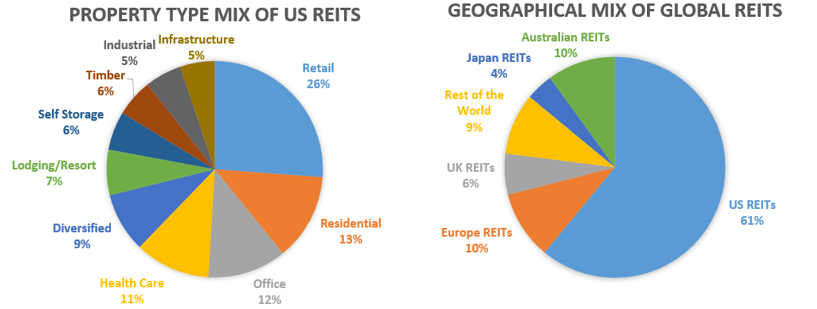 PROPERTY TYPE MIX OF US REITS
Infrastructure
5%
Industrial
5%
Timber
6%
Self Storage
6%
Lodging/Resort
7%
Diversified
9%
Health Care
11%
Office
12%
Residential
13%
Retail
26%
GEOGRAPHICAL MIX OF GLOBAL REITS
Australian REITs
10%
Japan REITs
4%
Rest of the
World
9%
UK REITs
6%
Europe REITs
10%
US REITs
61%